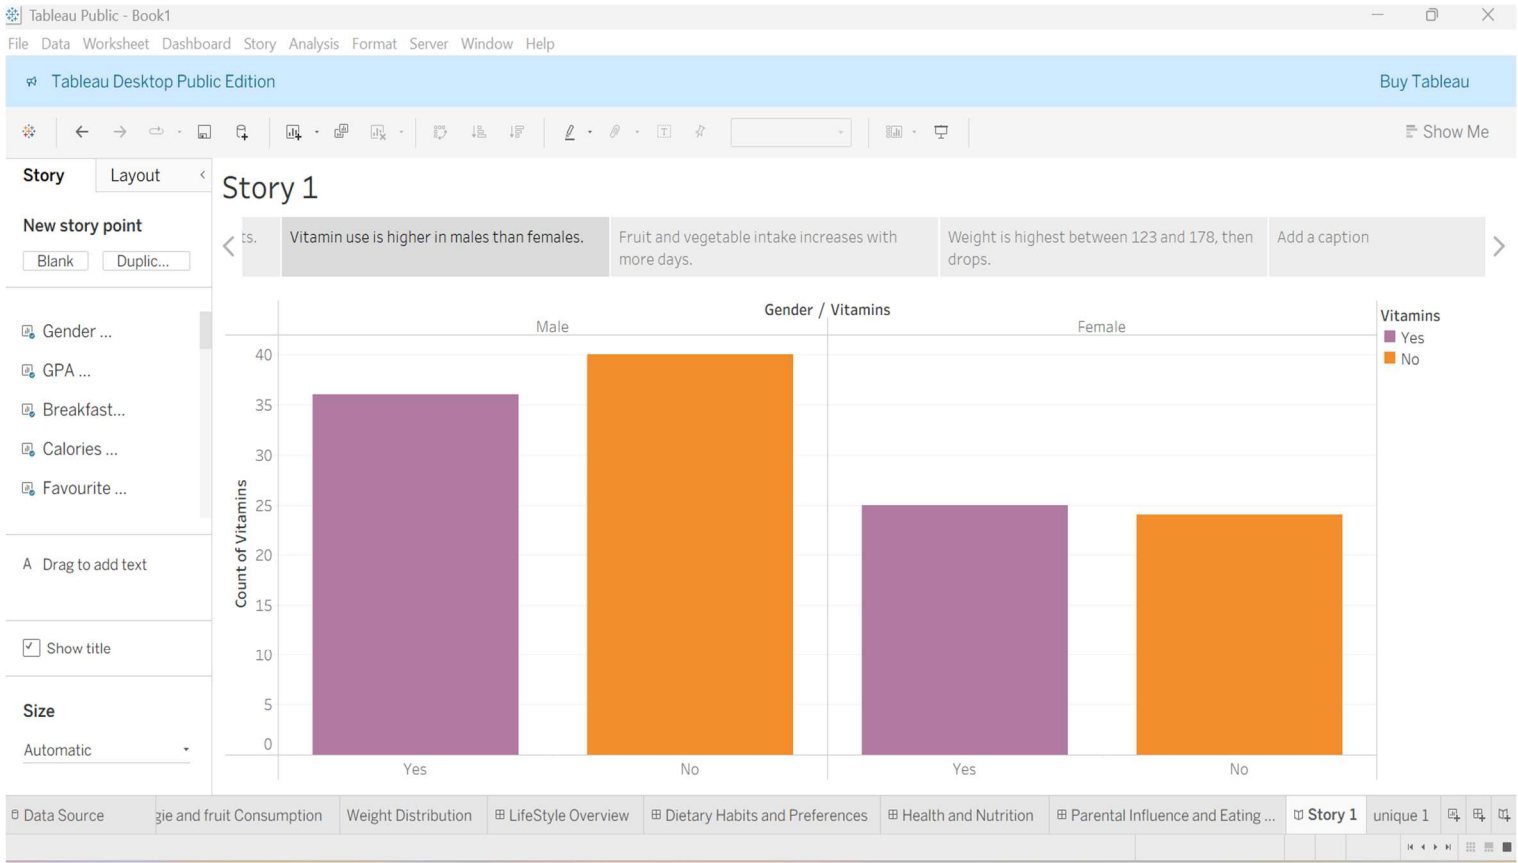 Tableau Public - Book1
File Data Worksheet Dashboard Story Analysis Format Server Window Help
Tableau Desktop Public Edition
Buy Tableau
Show Me
Story
Layout
New story point
Blank
Duplic...
Gender ...
GPA ...
Breakfast...
Calories ...
Favourite ...
A Drag to add text
Show title
Size
Automatic
Story 1
ts.
Vitamin use is higher in males than females.
Fruit and vegetable intake increases with
more days.
Weight is highest between 123 and 178, then
drops.
Add a caption
Gender / Vitamins
Male
Female
Count of Vitamins
40
35
30
25
20
15
10
5
0
Yes
No
Yes
No
Vitamins
Yes
No
Data Source
gie and fruit Consumption
Weight Distribution
LifeStyle Overview
Dietary Habits and Preferences
Health and Nutrition
Parental Influence and Eating ...
Story 1
unique 1